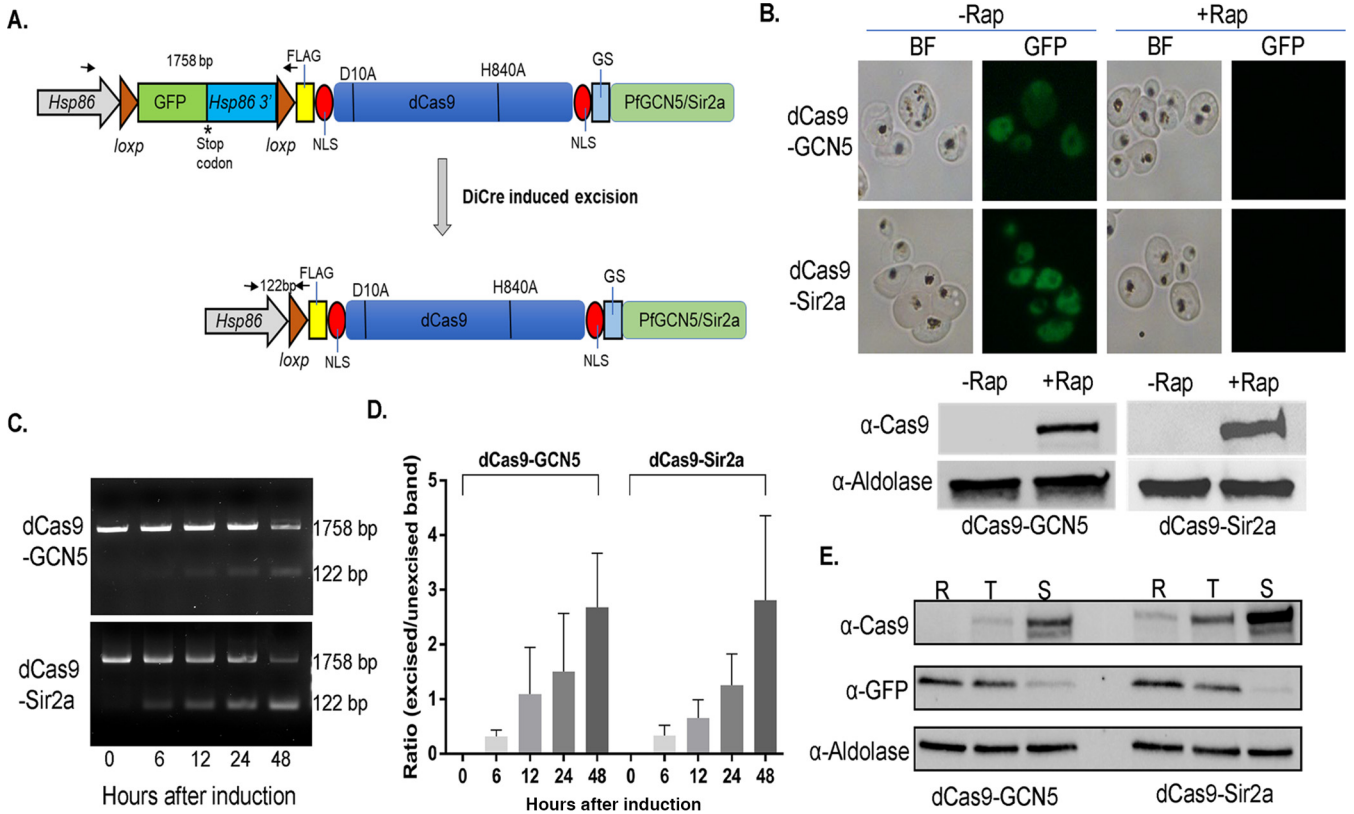 A.
1758 bp
FLAG
D10A
H840A
GS
Hsp86
GFP
Hsp86 3'
dCas9
PfGCN5/Sir2a
loxp
*
Stop
codon
loxp
NLS
NLS
DiCre induced excision
122bp
FLAG
D10A
H840A
GS
Hsp86
dCas9
PfGCN5/Sir2a
loxp
NLS
NLS
B.
-Rap
+Rap
BF
GFP
BF
GFP
dCas9
-GCN5
dCas9
-Sir2a
-Rap
+Rap
-Rap
+Rap
α-Cas9
α-Aldolase
dCas9-GCN5
dCas9-Sir2a
C.
dCas9
-GCN5
1758 bp
122 bp
dCas9
-Sir2a
1758 bp
122 bp
0 6 12 24 48
Hours after induction
D.
dCas9-GCN5
dCas9-Sir2a
Ratio (excised/unexcised band)
5
4
3
2
1
0
0 6 12 24 48 0 6 12 24 48
Hours after induction
E.
R T S R T S
α-Cas9
α-GFP
α-Aldolase
dCas9-GCN5
dCas9-Sir2a